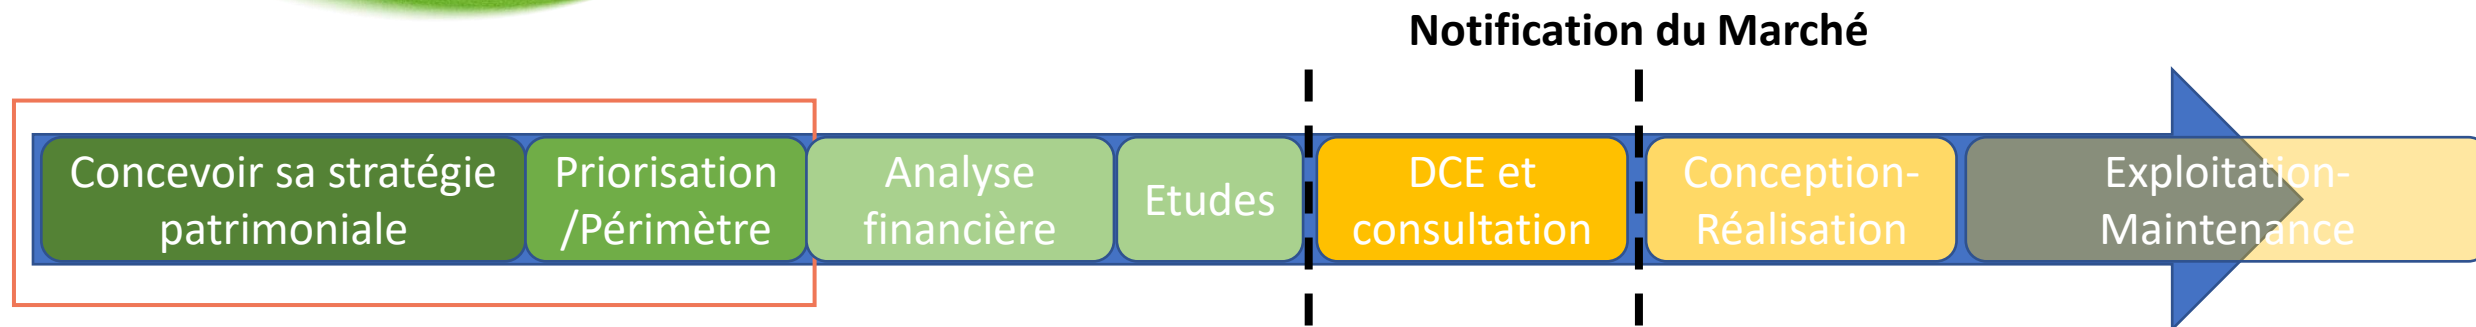 Notification du Marché
Concevoir sa stratégie
patrimoniale
Priorisation
/Périmètre
Analyse
financière
Etudes
DCE et
consultation
Conception-
Réalisation
Exploitation-
Maintenance